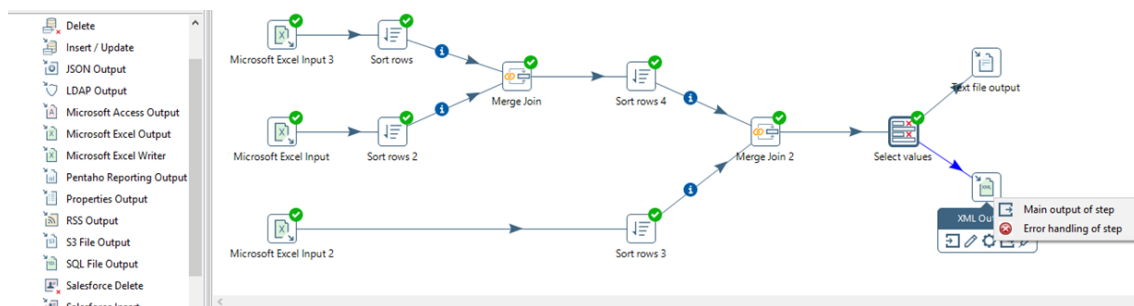 Delete
Insert / Update
JSON Output
LDAP Output
Microsoft Access Output
Microsoft Excel Output
Microsoft Excel Writer
Pentaho Reporting Output
Properties Output
RSS Output
S3 File Output
SQL File Output
Salesforce Delete
Microsoft Excel Input 3
Sort rows
Merge Join
Sort rows 4
Text file output
Microsoft Excel Input
Sort rows 2
Merge Join 2
Select values
XML
Main output of step
Error handling of step
Microsoft Excel Input 2
Sort rows 3